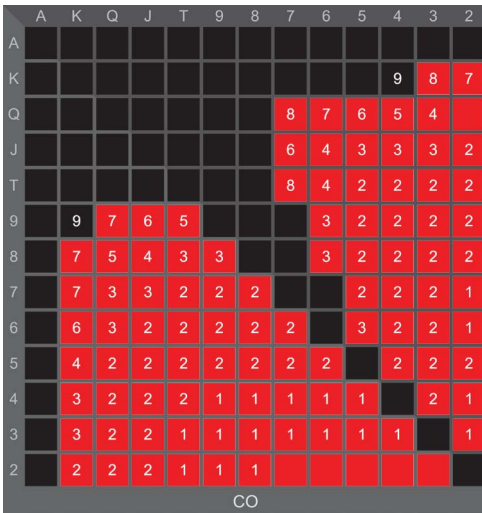 A K Q J T 9 8 7 6 5 4 3 2
A
K 9 8 7
Q 8 7 6 5 4
J 6 4 3 3 3 2
T 8 4 2 2 2 2
9 9 7 6 5 3 2 2 2 2
8 7 5 4 3 3 3 2 2 2 2
7 7 3 3 2 2 2 2 2 2 1
6 6 3 2 2 2 2 2 3 2 2 1
5 4 2 2 2 2 2 2 2 2 2 2
4 3 2 2 2 1 1 1 1 1 2 1
3 3 2 2 1 1 1 1 1 1 1 1
2 2 2 2 1 1 1
CO